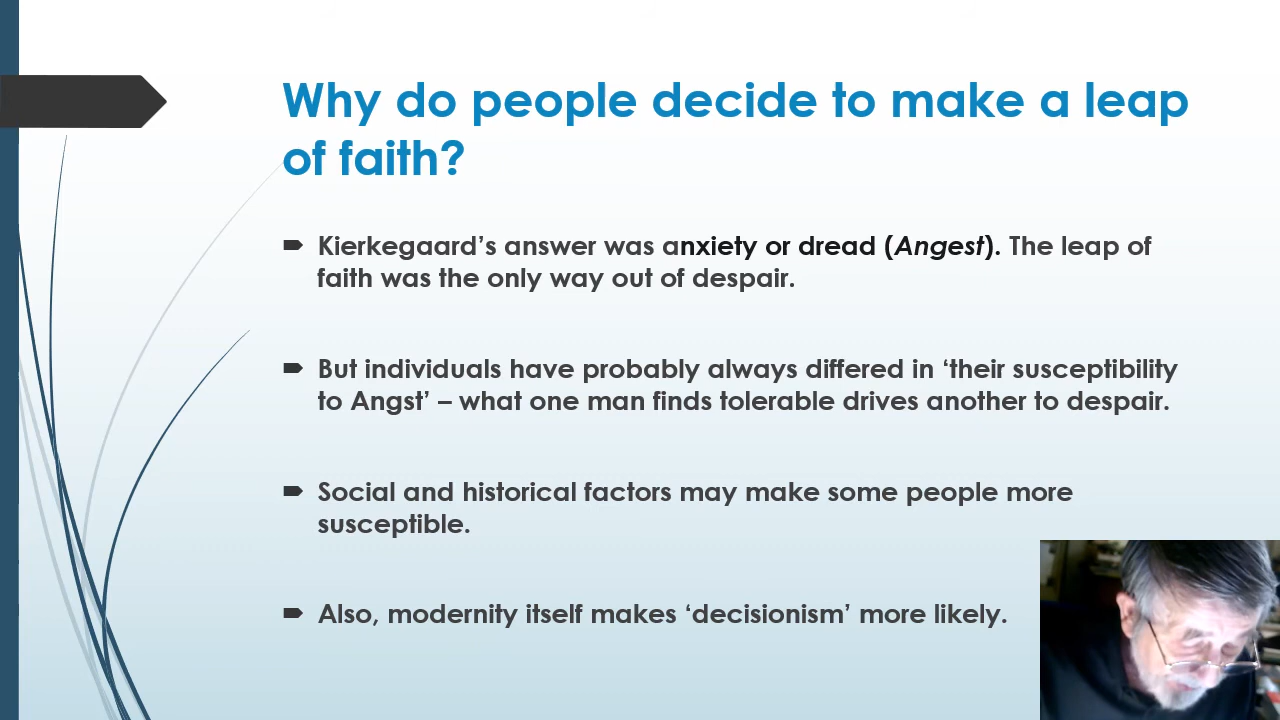 Why do people decide to make a leap
of faith?
Kierkegaard’s answer was anxiety or dread (Angest). The leap of
faith was the only way out of despair.
But individuals have probably always differed in ‘their susceptibility
to Angst’ – what one man finds tolerable drives another to despair.
Social and historical factors may make some people more
susceptible.
Also, modernity itself makes ‘decisionism’ more likely.